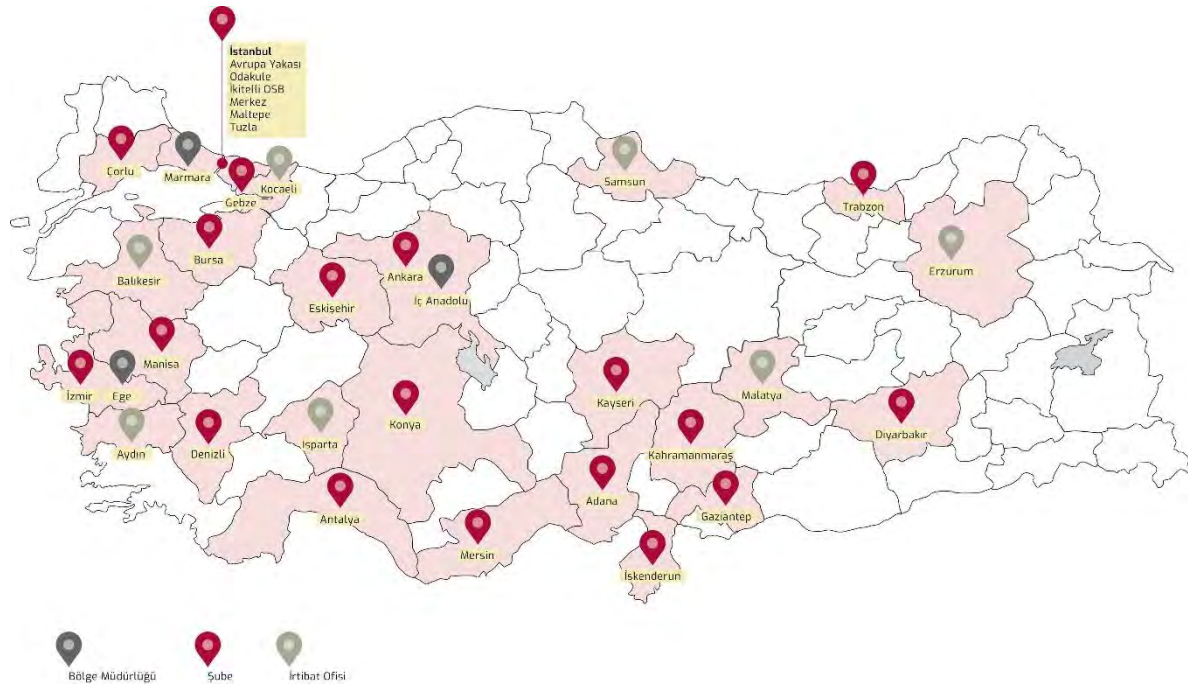 İstanbul
Avrupa Yakası
Odakule
İkitelli OSB
Merkez
Maltepe
Tuzla
Çorlu
Marmara
Gebze
Kocaeli
Samsun
Trabzon
Erzurum
Balıkesir
Bursa
Eskişehir
Ankara
İç Anadolu
Manisa
İzmir
Ege
Aydın
Denizli
Isparta
Konya
Kayseri
Malatya
Diyarbakır
Kahramanmaraş
Antalya
Mersin
Adana
Gaziantep
İskenderun
Bölge Müdürlüğü
Şube
İrtibat Ofisi